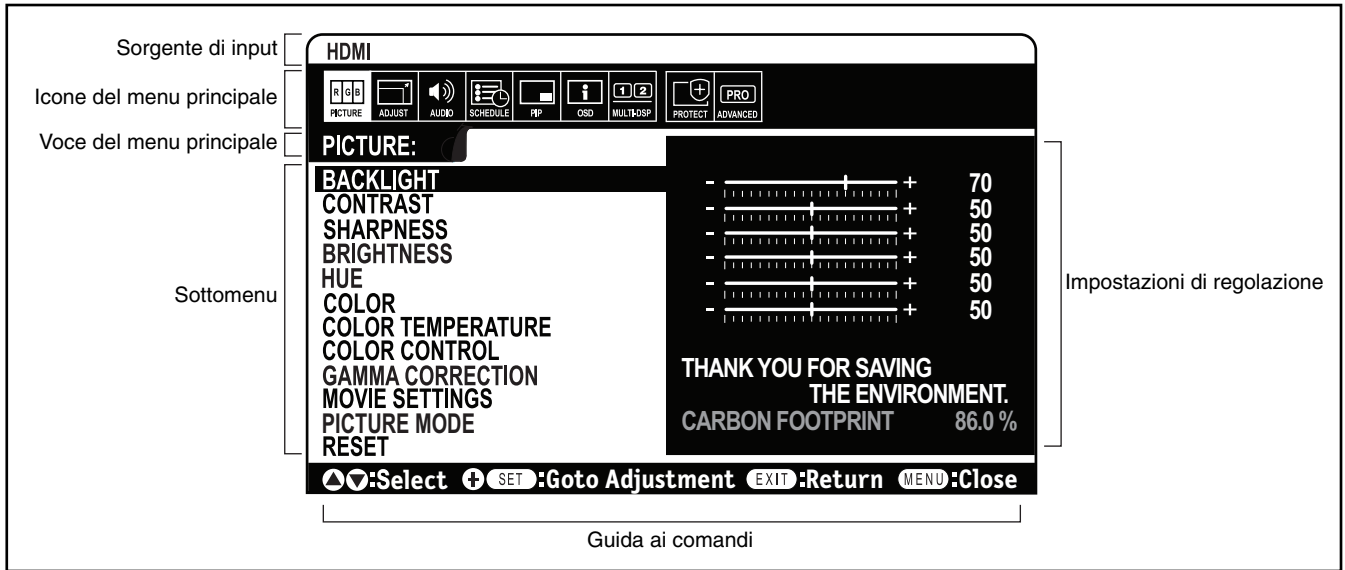 Sorgente di input
HDMI
Icone del menu principale
R G B
PICTURE
ADJUST
AUDIO
SCHEDULE
PIP
i
OSD
1 2
MULTI-DSP
PROTECT
PRO
ADVANCED
Voce del menu principale
PICTURE:
Sottomenu
BACKLIGHT - + 70
CONTRAST - + 50
SHARPNESS - + 50
BRIGHTNESS - + 50
HUE - + 50
COLOR - + 50
COLOR TEMPERATURE
COLOR CONTROL
GAMMA CORRECTION
MOVIE SETTINGS
PICTURE MODE
RESET
THANK YOU FOR SAVING
THE ENVIRONMENT.
CARBON FOOTPRINT 86.0 %
Impostazioni di regolazione
:Select + SET :Goto Adjustment EXIT :Return MENU :Close
Guida ai comandi